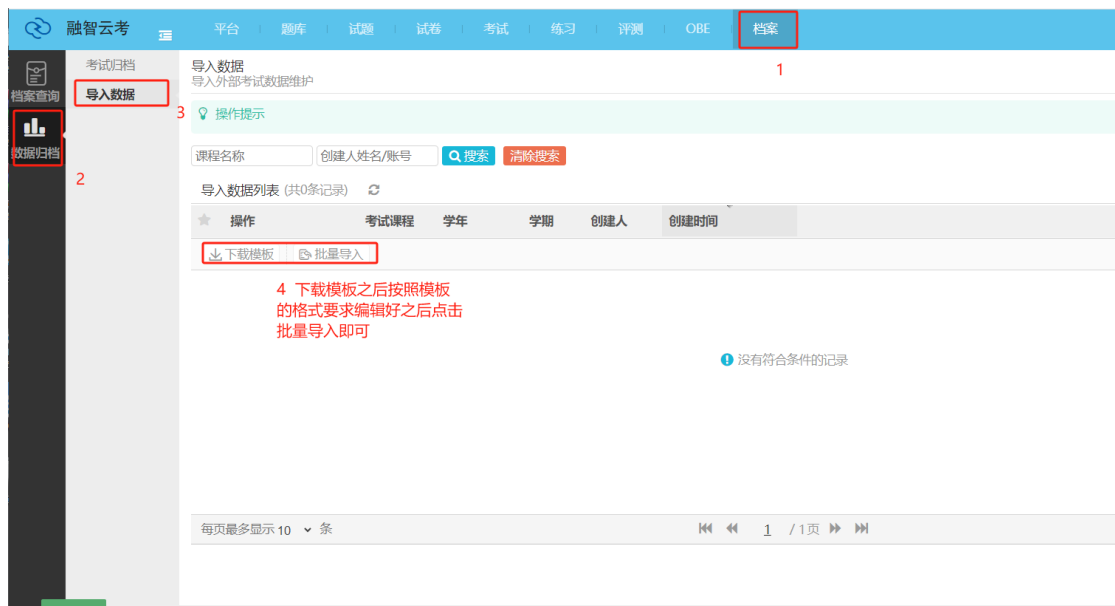 融智云考
平台 题库 试题 试卷 考试 练习 评测 OBE 档案
1
档案查询
数据归档
2
考试归档
导入数据
3
导入数据
导入外部考试数据维护
操作提示
课程名称 创建人姓名/账号 搜索 清除搜索
导入数据列表 (共0条记录)
操作 考试课程 学年 学期 创建人 创建时间
下载模板 批量导入
4 下载模板之后按照模板
的格式要求编辑好之后点击
批量导入即可
没有符合条件的记录
每页最多显示 10 条 1 / 1页